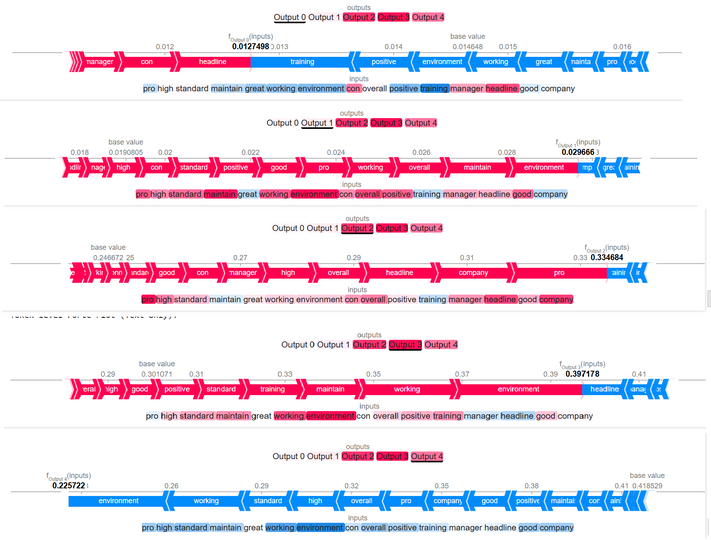 outputs
Output 0 Output 1 Output 2 Output 3 Output 4
f Output 0 (inputs) base value
0.012 0.0127498 0.013 0.014 0.014648 0.015 0.016
manager con headline training positive environment working great mainta pro
inputs
pro high standard maintain great working environment con overall positive training manager headline good company
outputs
Output 0 Output 1 Output 2 Output 3 Output 4
base value f Output 1 (inputs)
0.018 0.0190805 0.02 0.022 0.024 0.026 0.028 0.029666
high con standard positive good pro working overall maintain environment
inputs
pro high standard maintain great working environment con overall positive training manager headline good company
outputs
Output 0 Output 1 Output 2 Output 3 Output 4
base value f Output 2 (inputs)
0.246672 25 0.27 0.29 0.31 0.33 0.334684
good con manager high overall headline company pro
inputs
pro high standard maintain great working environment con overall positive training manager headline good company
outputs
Output 0 Output 1 Output 2 Output 3 Output 4
base value f Output 3 (inputs)
0.29 0.301071 0.31 0.33 0.35 0.37 0.39 0.397178 0.41
good positive standard training maintain working environment headline
inputs
pro high standard maintain great working environment con overall positive training manager headline good company
outputs
Output 0 Output 1 Output 2 Output 3 Output 4
f Output 4 (inputs) base value
0.225722 0.26 0.29 0.32 0.35 0.38 0.41 0.418529
environment working standard high overall pro company good positive maintai
inputs
pro high standard maintain great working environment con overall positive training manager headline good company